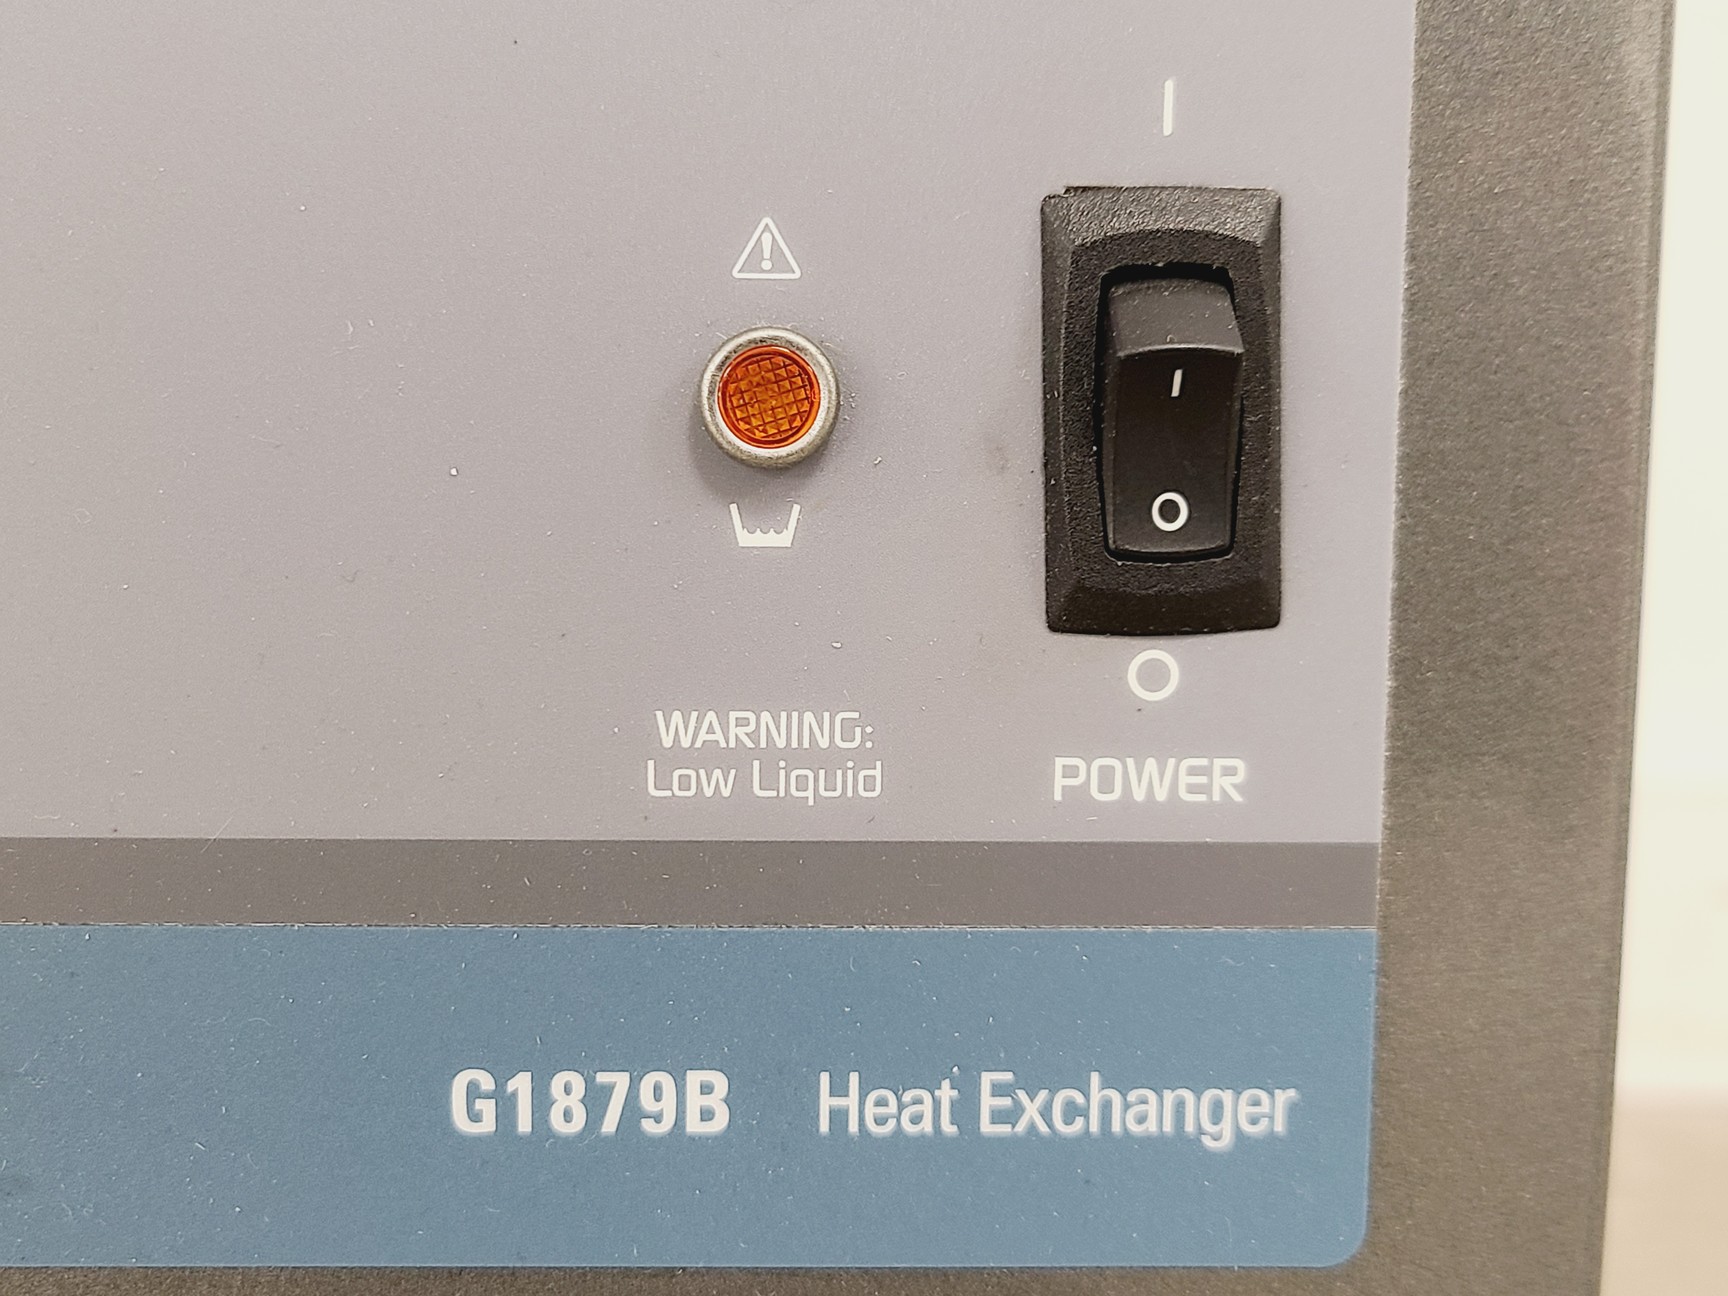 I
I
O
O
WARNING:
Low Liquid
POWER
G1879B Heat Exchanger